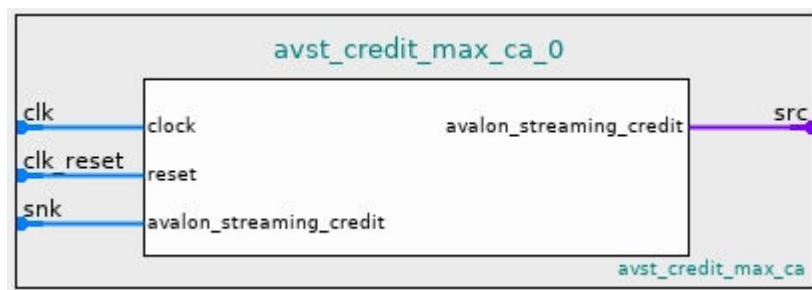 avst_credit_max_ca_0
clk
clock
avalon_streaming_credit
src
clk_reset
reset
snk
avalon_streaming_credit
avst_credit_max_ca